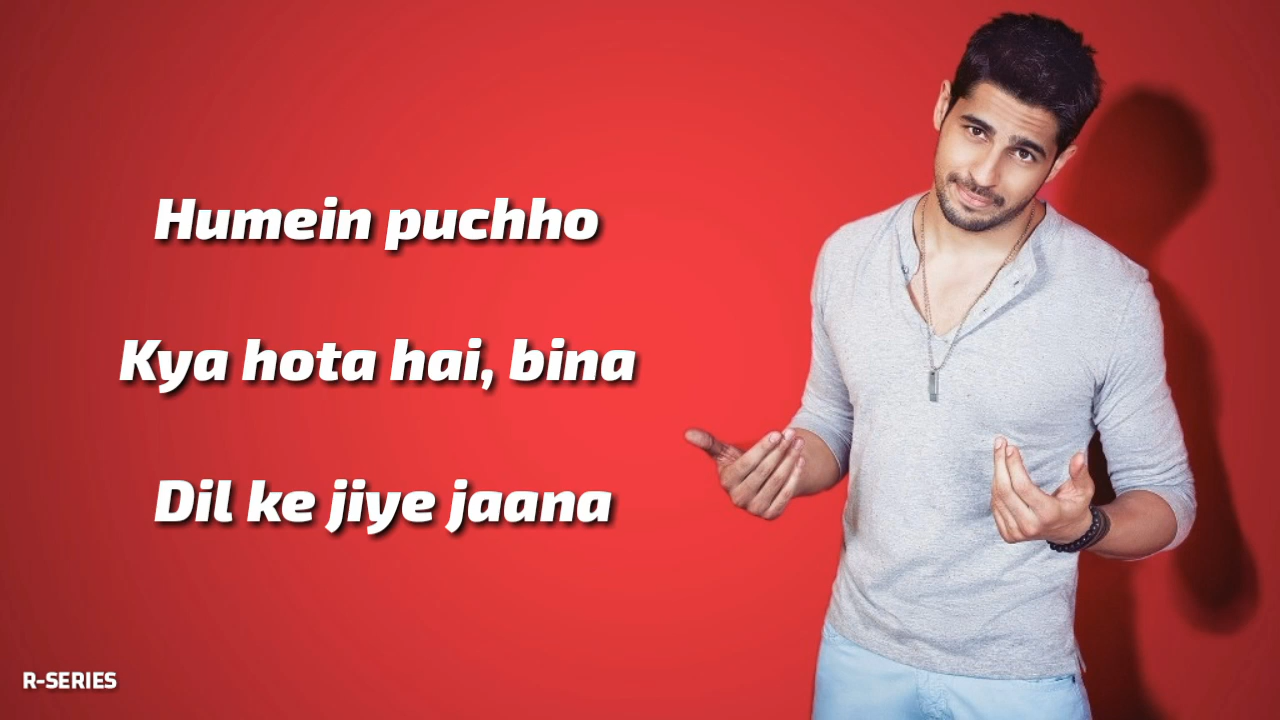 Humein puchho
Kya hota hai, bina
Dil ke jiye jaana
R-SERIES